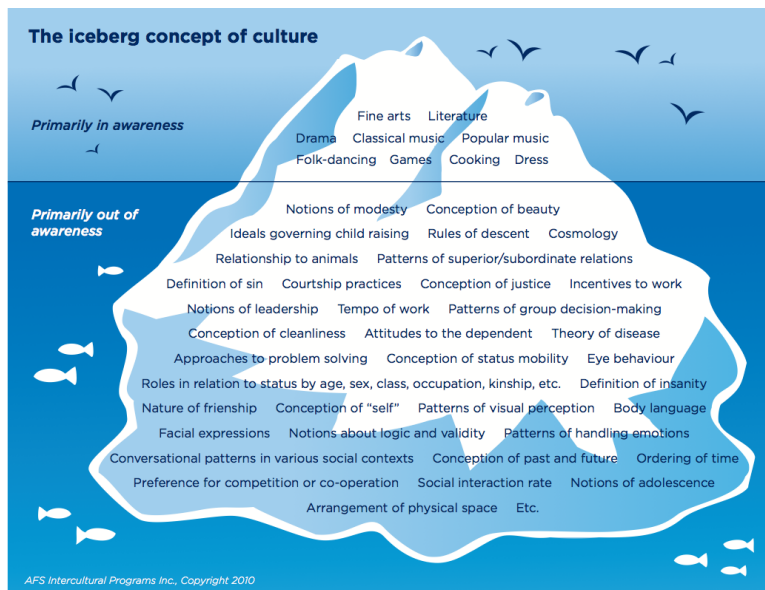 The iceberg concept of culture
Primarily in awareness
Fine arts Literature
Drama Classical music Popular music
Folk-dancing Games Cooking Dress
Primarily out of
awareness
Notions of modesty Conception of beauty
Ideals governing child raising Rules of descent Cosmology
Relationship to animals Patterns of superior/subordinate relations
Definition of sin Courtship practices Conception of justice Incentives to work
Notions of leadership Tempo of work Patterns of group decision-making
Conception of cleanliness Attitudes to the dependent Theory of disease
Approaches to problem solving Conception of status mobility Eye behaviour
Roles in relation to status by age, sex, class, occupation, kinship, etc. Definition of insanity
Nature of frienship Conception of “self” Patterns of visual perception Body language
Facial expressions Notions about logic and validity Patterns of handling emotions
Conversational patterns in various social contexts Conception of past and future Ordering of time
Preference for competition or co-operation Social interaction rate Notions of adolescence
Arrangement of physical space Etc.
AFS Intercultural Programs Inc., Copyright 2010